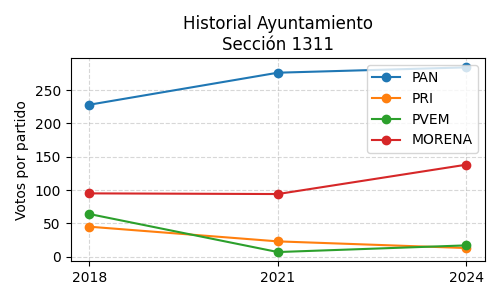 Historial Ayuntamiento
Sección 1311
Votos por partido
250
200
150
100
50
0
2018
2021
2024
PAN
PRI
PVEM
MORENA